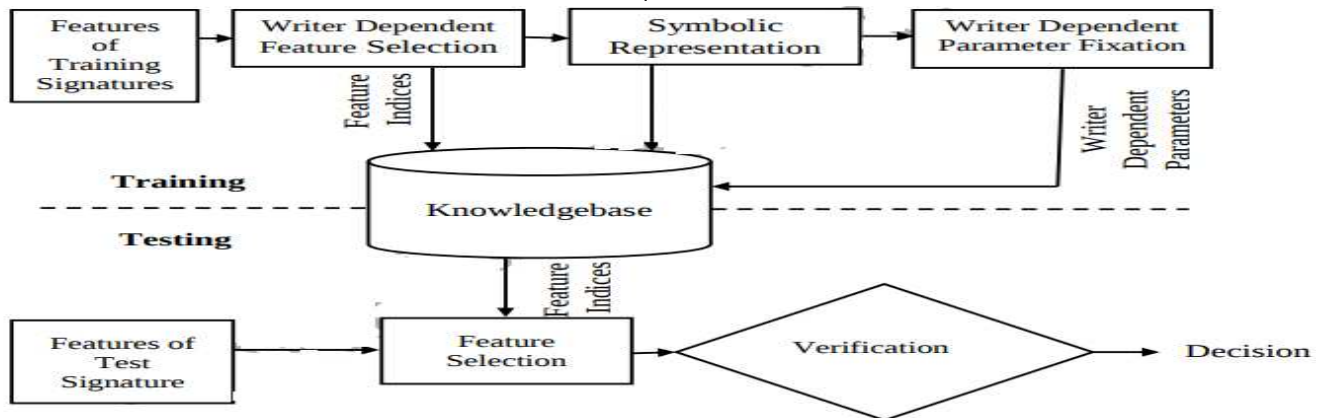 Features
of
Training
Signatures
Writer Dependent
Feature Selection
Symbolic
Representation
Writer Dependent
Parameter Fixation
Feature
Indices
Writer
Dependent
Parameters
Training
Knowledgebase
Testing
Feature
Indices
Features of
Test
Signature
Feature
Selection
Verification
Decision